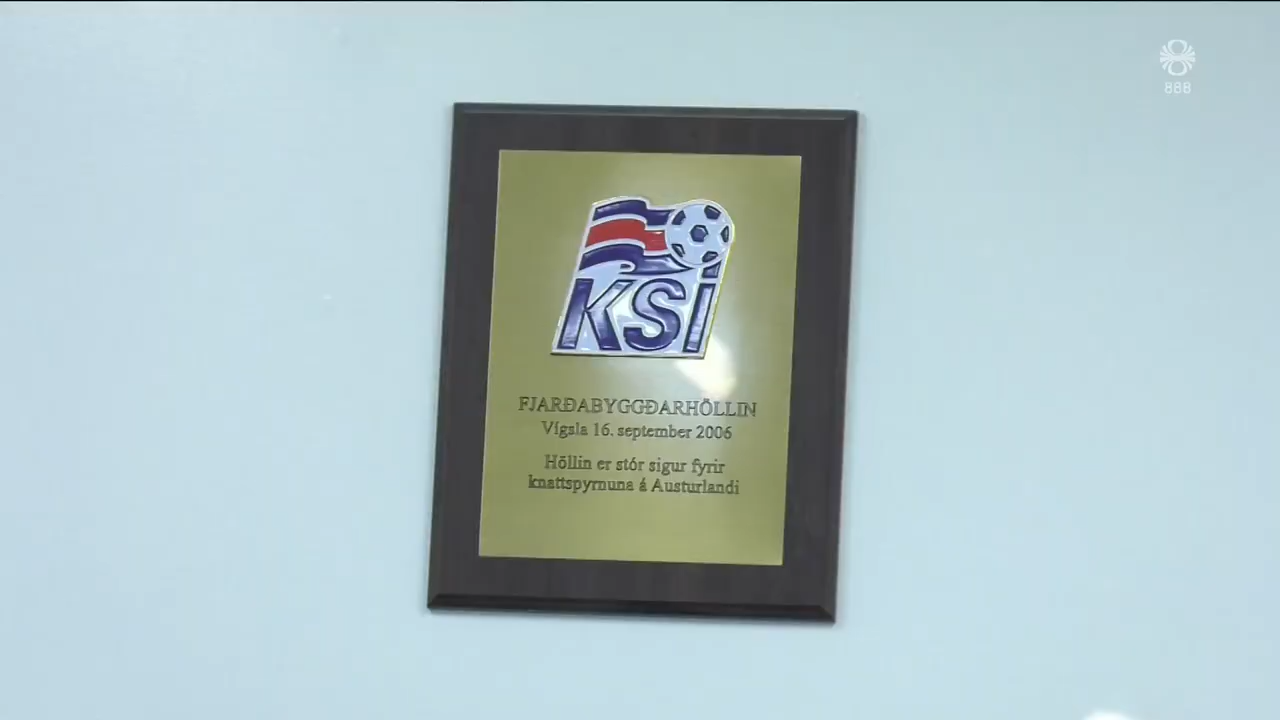 888
KSÍ
FJARÐABYGGÐARHÖLLIN
Vígsla 16. september 2006
Höllin er stór sigur fyrir
knattspyrnuna á Austurlandi